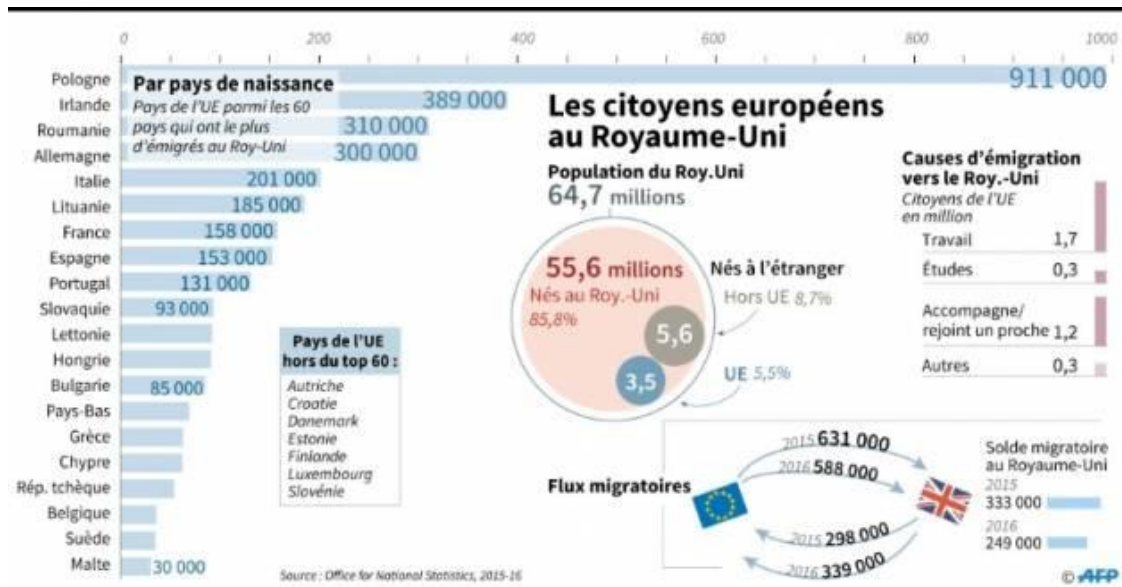 0 200 400 600 800 1000
Par pays de naissance
Pays de l'UE parmi les 60
pays qui ont le plus
d'émigrés au Roy-Uni
Pologne 911 000
Irlande 389 000
Roumanie 310 000
Allemagne 300 000
Italie 201 000
Lituanie 185 000
France 158 000
Espagne 153 000
Portugal 131 000
Slovaquie 93 000
Lettonie
Hongrie
Bulgarie 85 000
Pays-Bas
Grèce
Chypre
Rép. tchèque
Belgique
Suède
Malte 30 000
Pays de l'UE
hors du top 60 :
Autriche
Croatie
Danemark
Estonie
Finlande
Luxembourg
Slovénie
Les citoyens européens
au Royaume-Uni
Population du Roy.Uni
64,7 millions
55,6 millions
Nés au Roy.-Uni
85,8%
Nés à l'étranger
Hors UE 8,7%
5,6
3,5
UE 5,5%
Causes d'émigration
vers le Roy.-Uni
Citoyens de l'UE
en million
Travail 1,7
Études 0,3
Accompagne/
rejoint un proche 1,2
Autres 0,3
Flux migratoires
2015 631 000
2016 588 000
2015 298 000
2016 339 000
Solde migratoire
au Royaume-Uni
2015
333 000
2016
249 000
Source : Office for National Statistics, 2015-16
© AFP